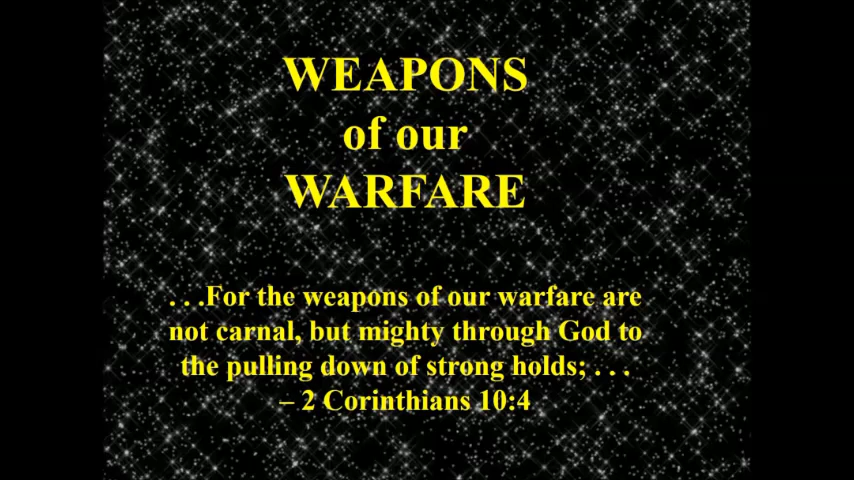 WEAPONS
of our
WARFARE
. . .For the weapons of our warfare are
not carnal, but mighty through God to
the pulling down of strong holds; . . .
– 2 Corinthians 10:4